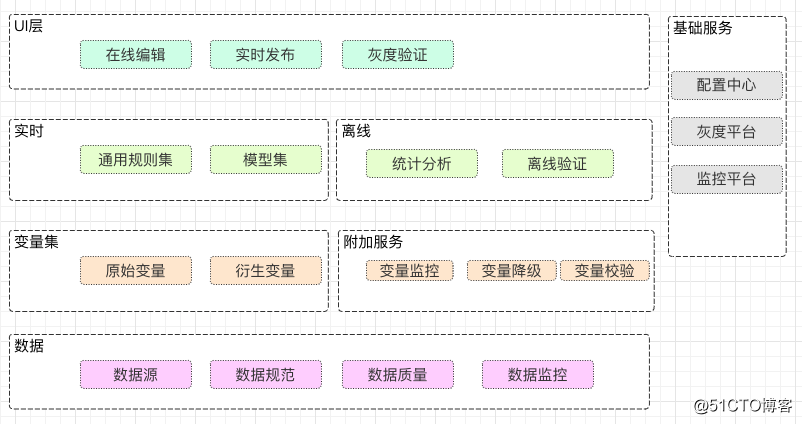 UI层
在线编辑
实时发布
灰度验证
实时
通用规则集
模型集
离线
统计分析
离线验证
变量集
原始变量
衍生变量
附加服务
变量监控
变量降级
变量校验
数据
数据源
数据规范
数据质量
数据监控
基础服务
配置中心
灰度平台
监控平台
@51CTO博客